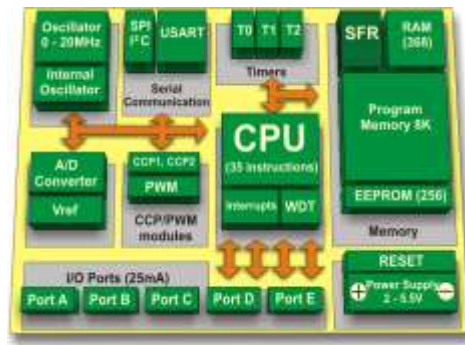 Oscillator
0 - 20MHz
Internal
Oscillator
SPI
I²C
USART
Serial
Communication
T0
T1
T2
Timers
SFR
RAM
(368)
Program
Memory 8K
EEPROM (256)
Memory
CPU
(35 instructions)
Interrupts
WDT
A/D
Converter
Vref
CCP1, CCP2
PWM
CCP/PWM
modules
I/O Ports (25mA)
Port A
Port B
Port C
Port D
Port E
RESET
+
Power Supply
2 - 5.5V
−